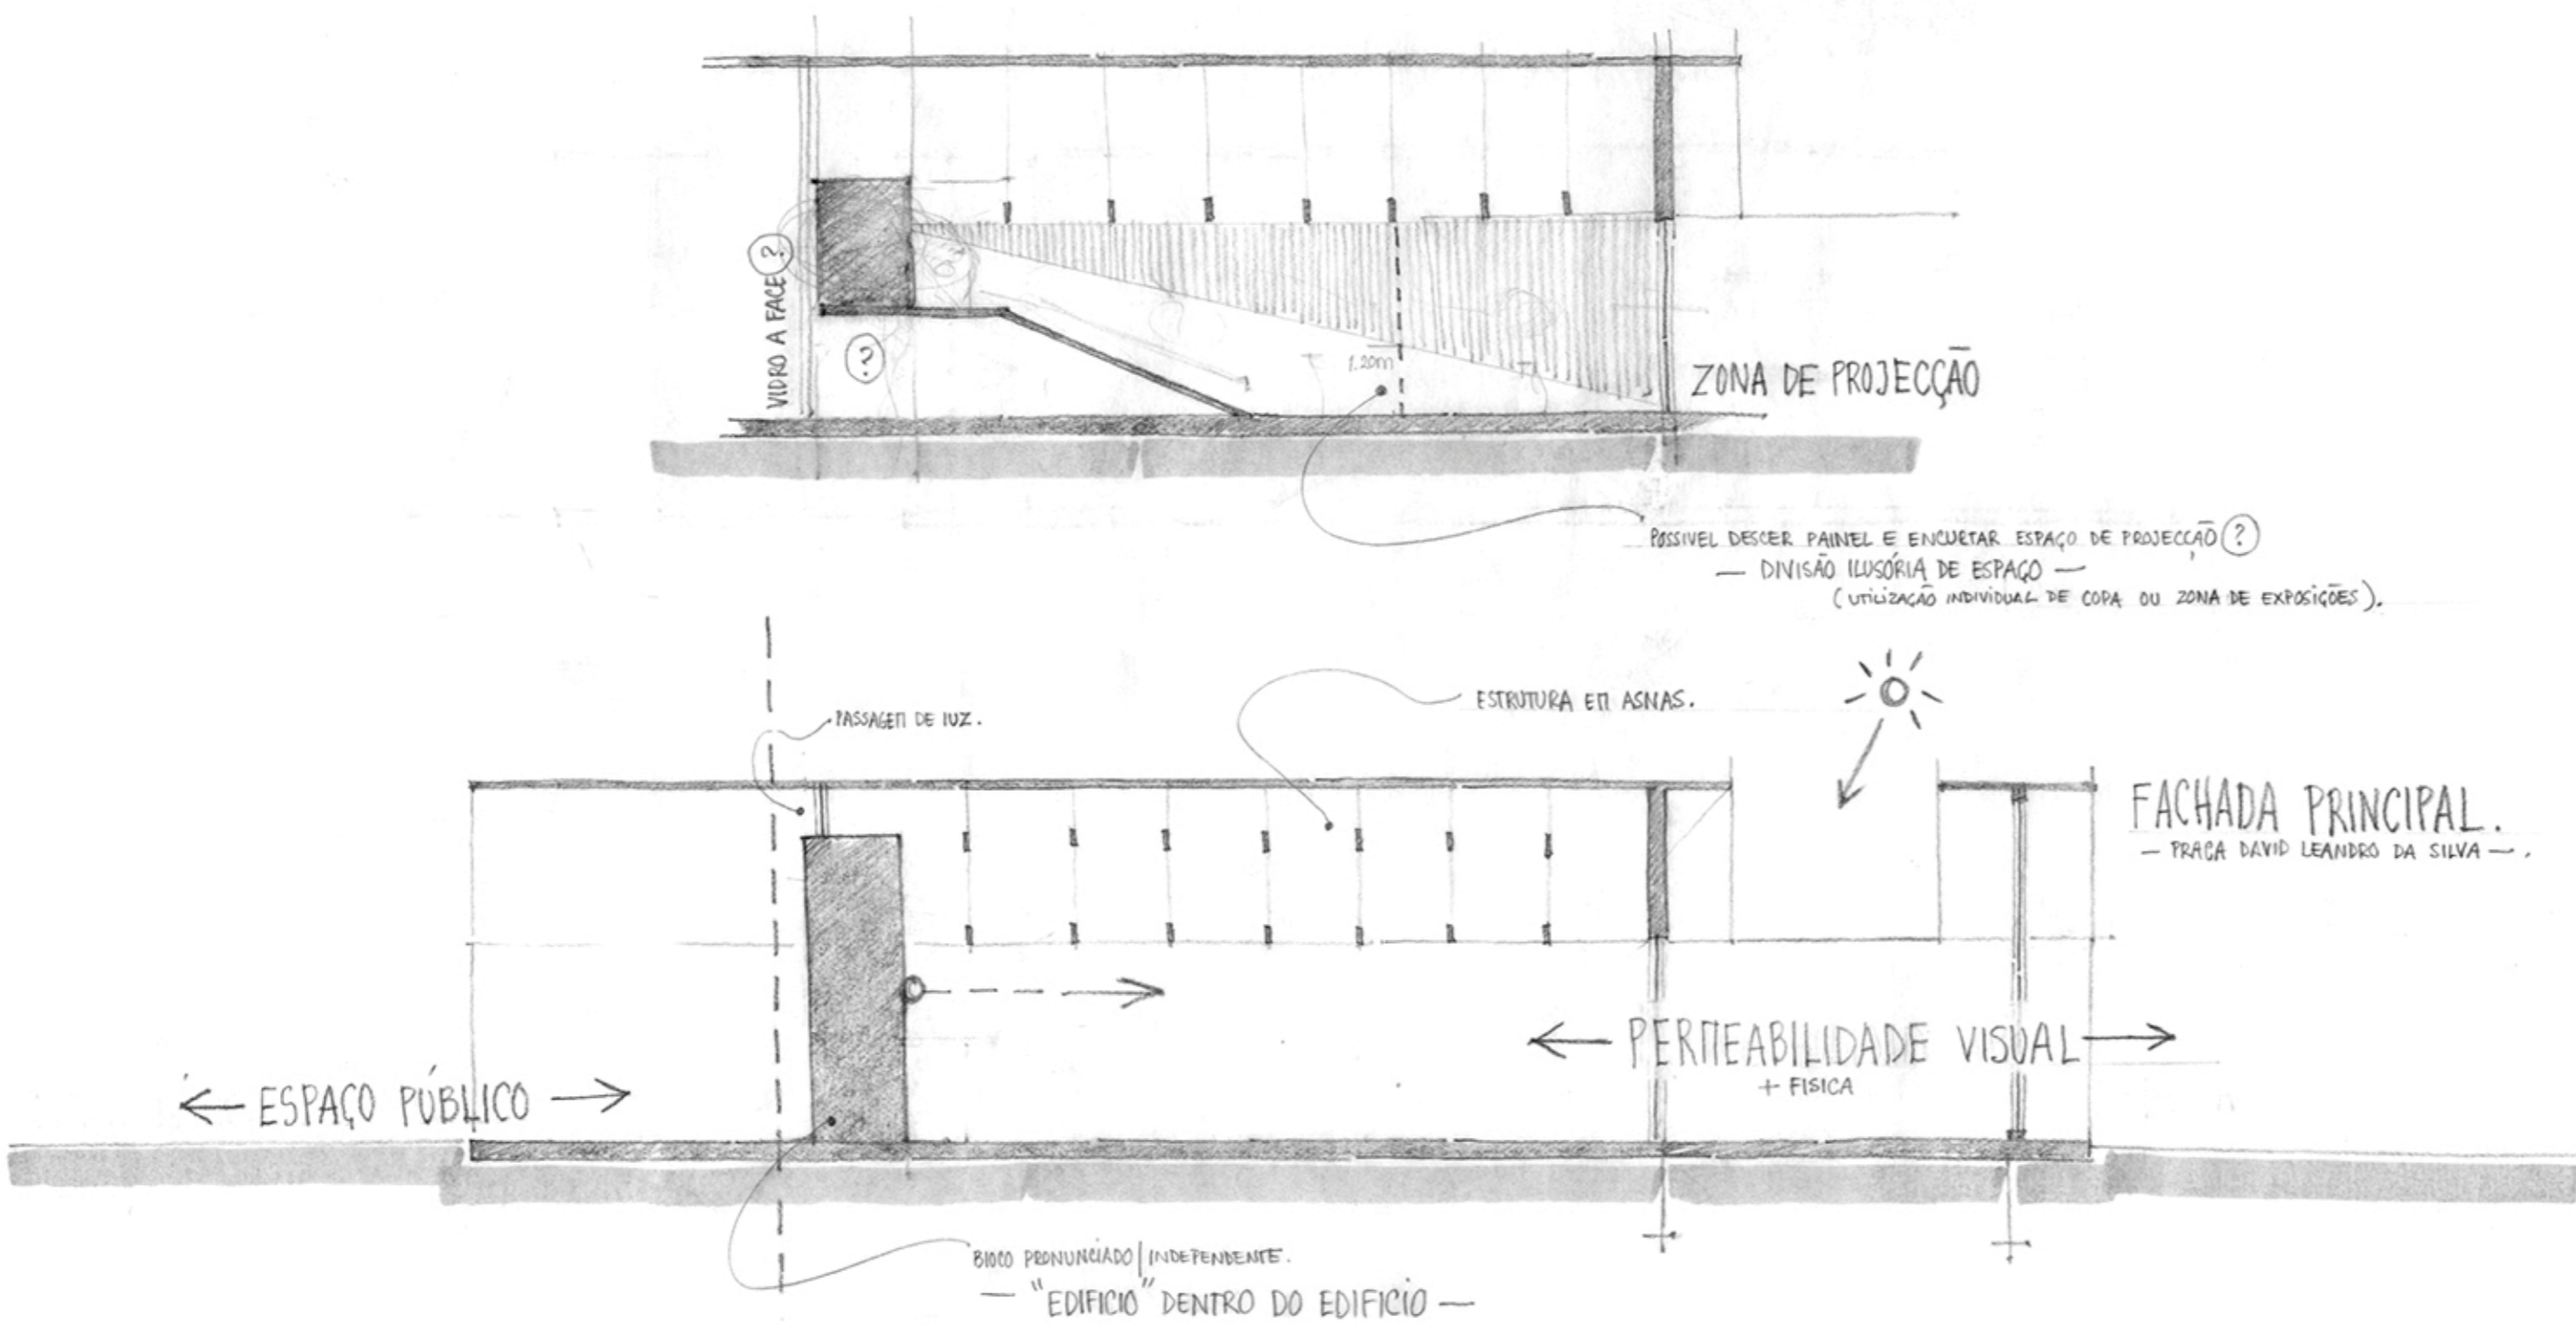 VIDRO A FACE ?
?
1.20m
ZONA DE PROJECÇÃO
POSSIVEL DESCER PAINEL E ENCURTAR ESPAÇO DE PROJECÇÃO ?
— DIVISÃO ILUSÓRIA DE ESPAÇO —
(UTILIZAÇÃO INDIVIDUAL DE COPA OU ZONA DE EXPOSIÇÕES).
PASSAGEM DE LUZ.
ESTRUTURA EM ASNAS.
FACHADA PRINCIPAL.
— PRACA DAVID LEANDRO DA SILVA —.
PERMEABILIDADE VISUAL
+ FISICA
ESPAÇO PÚBLICO
BLOCO PRONUNCIADO | INDEPENDENTE.
— "EDIFICIO" DENTRO DO EDIFICIO —